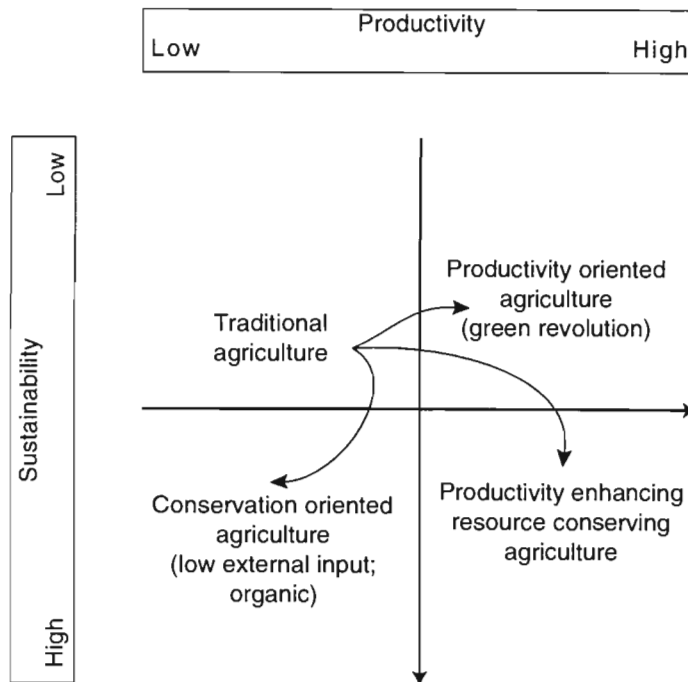 Productivity
Low High
Low
Sustainability
High
Traditional
agriculture
Productivity oriented
agriculture
(green revolution)
Conservation oriented
agriculture
(low external input;
organic)
Productivity enhancing
resource conserving
agriculture